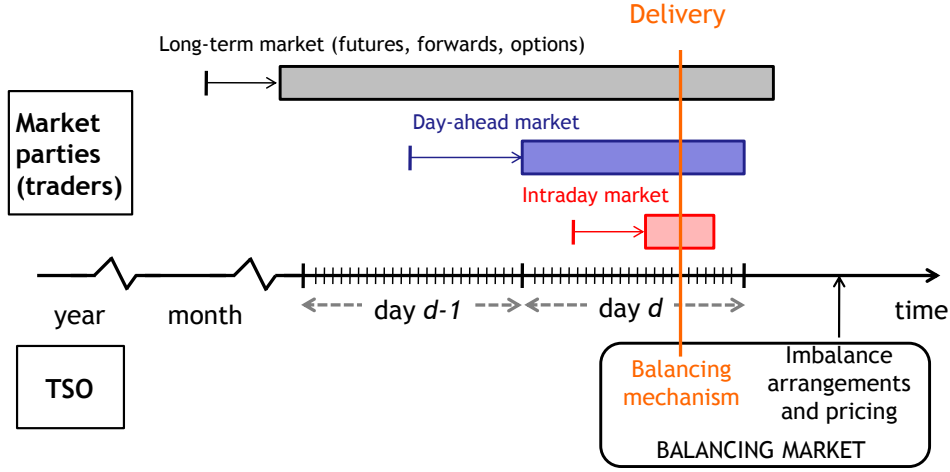 Delivery
Long-term market (futures, forwards, options)
Market
parties
(traders)
Day-ahead market
Intraday market
year
month
day d-1
day d
time
TSO
Balancing
mechanism
Imbalance
arrangements
and pricing
BALANCING MARKET